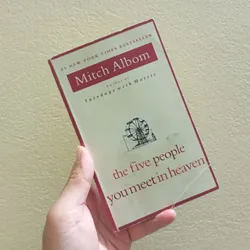 #1 NEW YORK TIMES BESTSELLER
Mitch Albom
author of
Tuesdays with Morrie
the five people
you meet in heaven